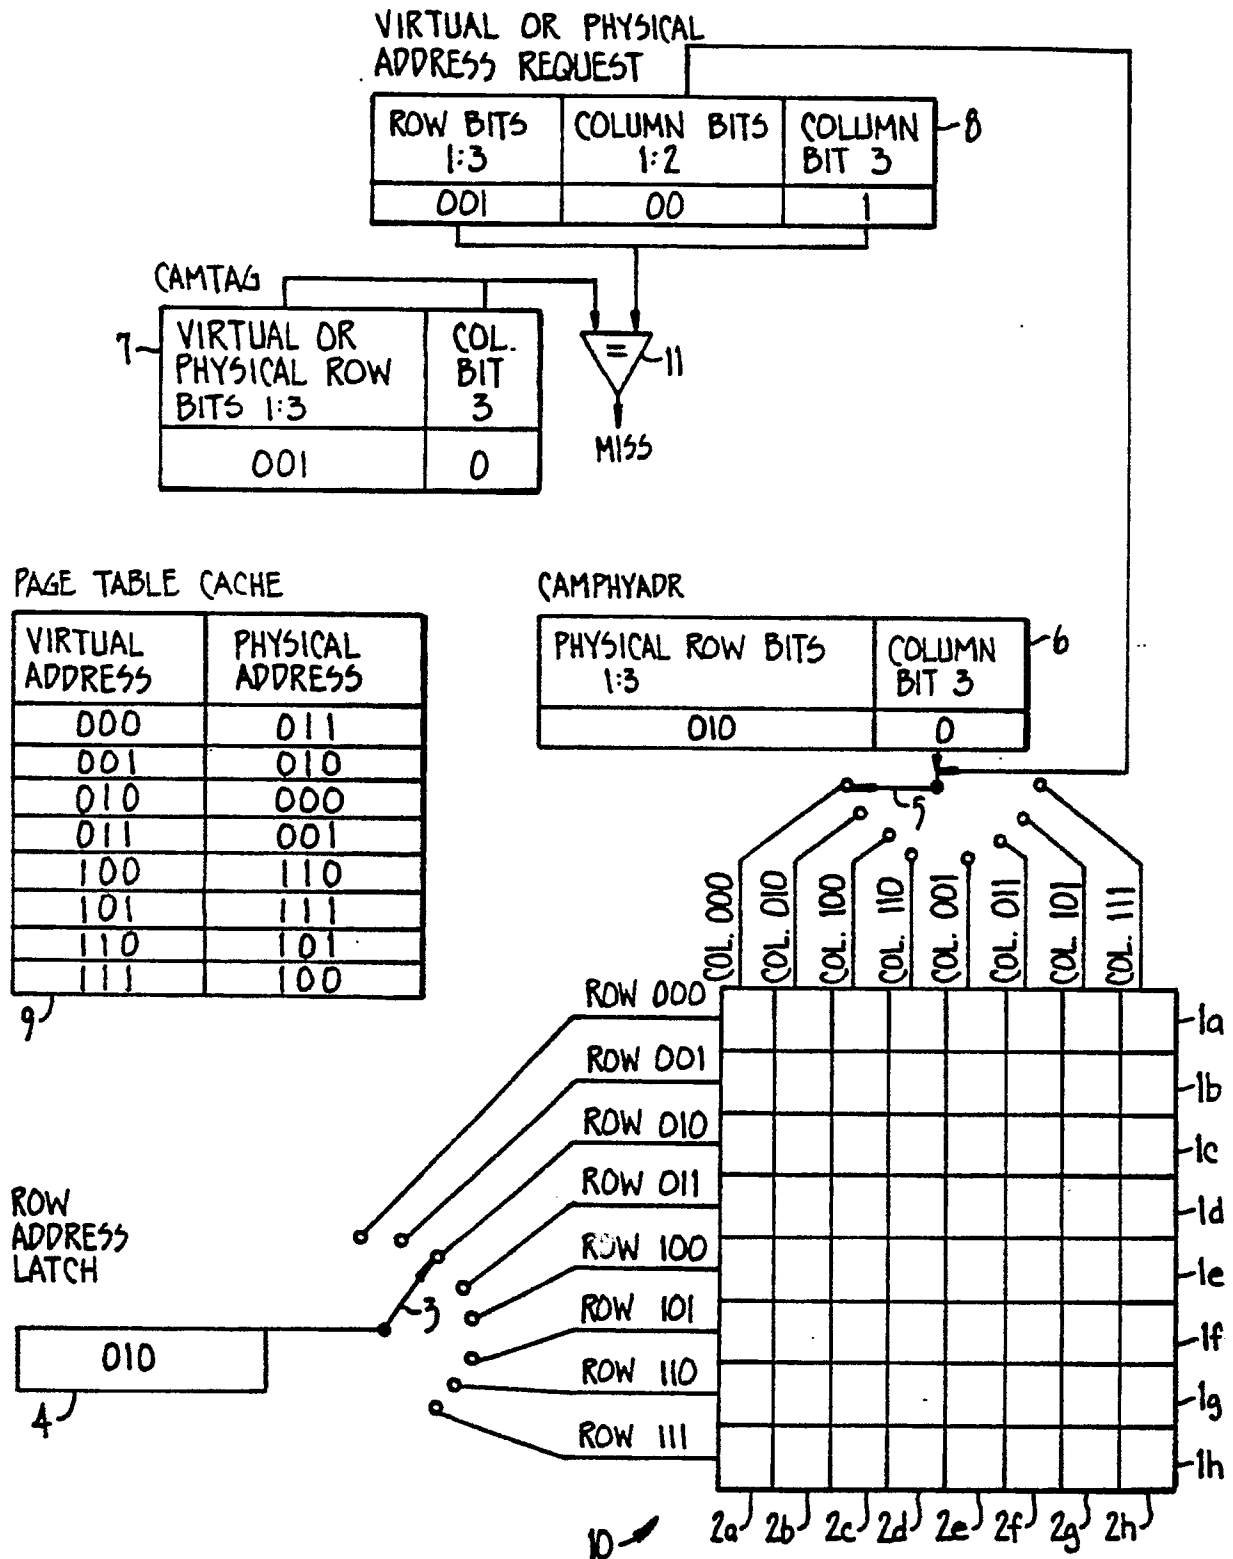 VIRTUAL OR PHYSICAL
ADDRESS REQUEST
ROW BITS
1:3
COLUMN BITS
1:2
COLUMN
BIT 3
8
001
00
1
CAMTAG
7
VIRTUAL OR
PHYSICAL ROW
BITS 1:3
COL.
BIT
3
001
0
=
11
MISS
PAGE TABLE CACHE
VIRTUAL
ADDRESS
PHYSICAL
ADDRESS
000 011
001 010
010 000
011 001
100 110
101 111
110 101
111 100
9
CAMPHYADR
PHYSICAL ROW BITS
1:3
COLUMN
BIT 3
6
010
0
5
COL. 000
COL. 010
COL. 100
COL. 110
COL. 001
COL. 011
COL. 101
COL. 111
ROW 000
ROW 001
ROW 010
ROW 011
ROW 100
ROW 101
ROW 110
ROW 111
1a
1b
1c
1d
1e
1f
1g
1h
ROW
ADDRESS
LATCH
3
010
4
10
2a 2b 2c 2d 2e 2f 2g 2h